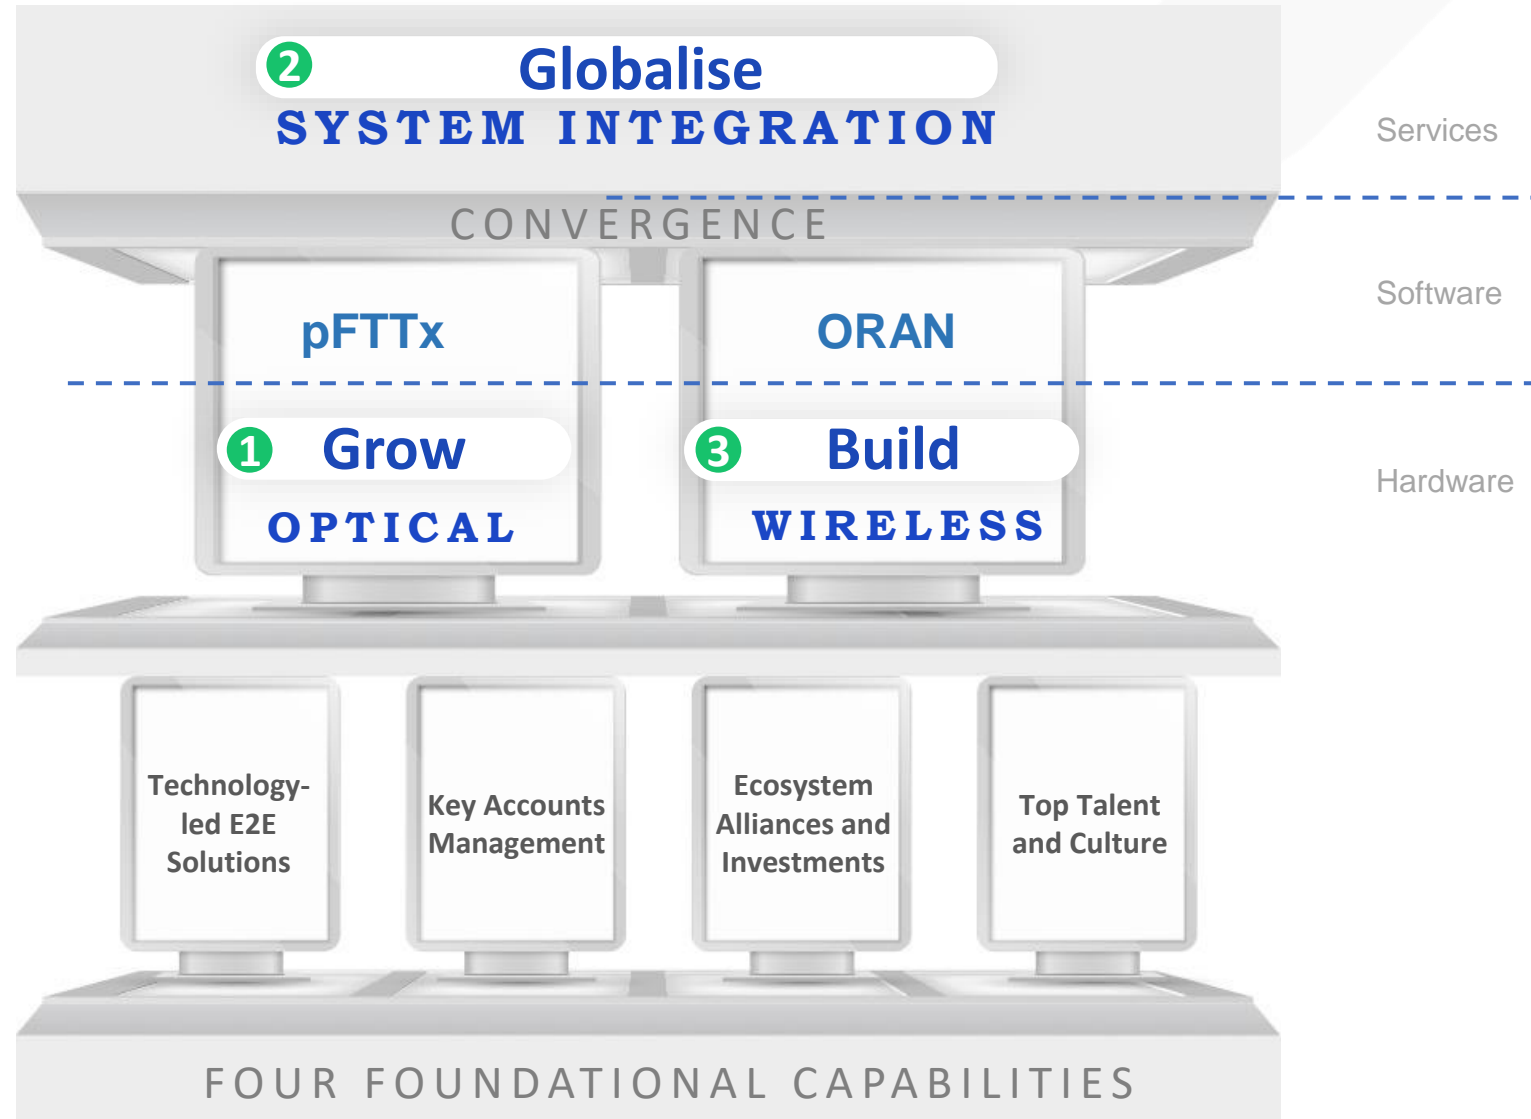 2 Globalise
SYSTEM INTEGRATION
Services
CONVERGENCE
pFTTx
ORAN
Software
1 Grow
OPTICAL
3 Build
WIRELESS
Hardware
Technology-
led E2E
Solutions
Key Accounts
Management
Ecosystem
Alliances and
Investments
Top Talent
and Culture
FOUR FOUNDATIONAL CAPABILITIES